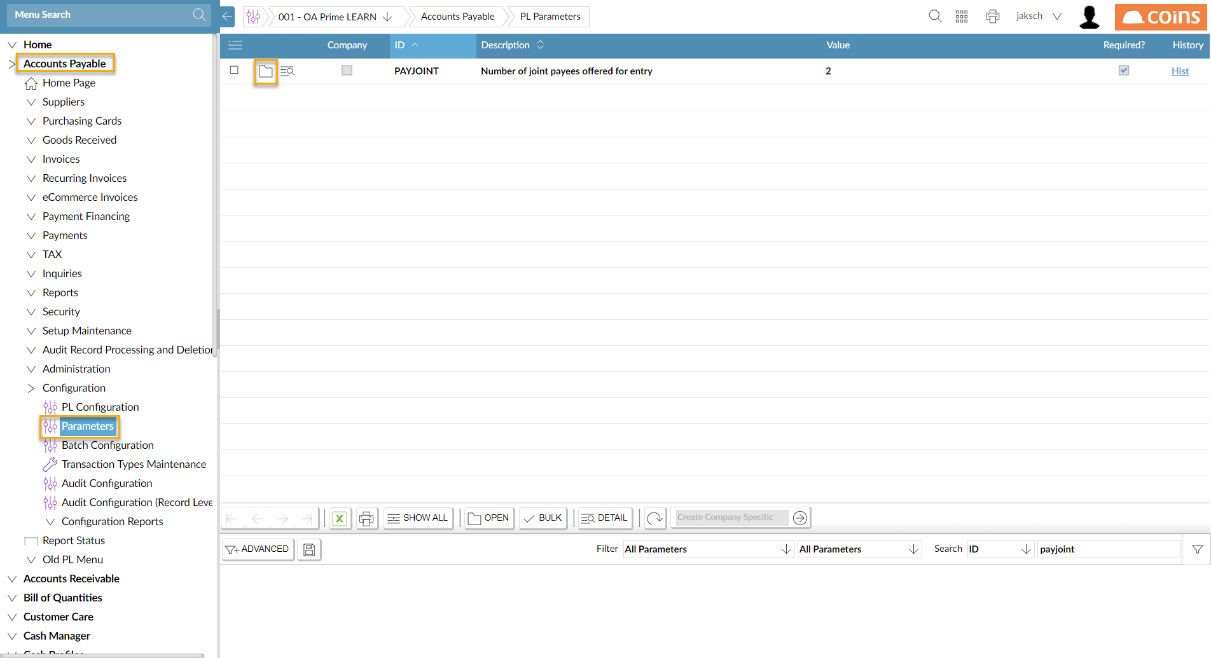 Menu Search
001 - OA Prime LEARN
Accounts Payable
PL Parameters
jaksch
coins
Home
Accounts Payable
Home Page
Suppliers
Purchasing Cards
Goods Received
Invoices
Recurring Invoices
eCommerce Invoices
Payment Financing
Payments
TAX
Inquiries
Reports
Security
Setup Maintenance
Audit Record Processing and Deletion
Administration
Configuration
PL Configuration
Parameters
Batch Configuration
Transaction Types Maintenance
Audit Configuration
Audit Configuration (Record Leve
Configuration Reports
Report Status
Old PL Menu
Accounts Receivable
Bill of Quantities
Customer Care
Cash Manager
Company ID Description Value Required? History
PAYJOINT Number of joint payees offered for entry 2 Hist
SHOW ALL OPEN BULK DETAIL Create Company Specific
ADVANCED Filter All Parameters All Parameters Search ID payjoint